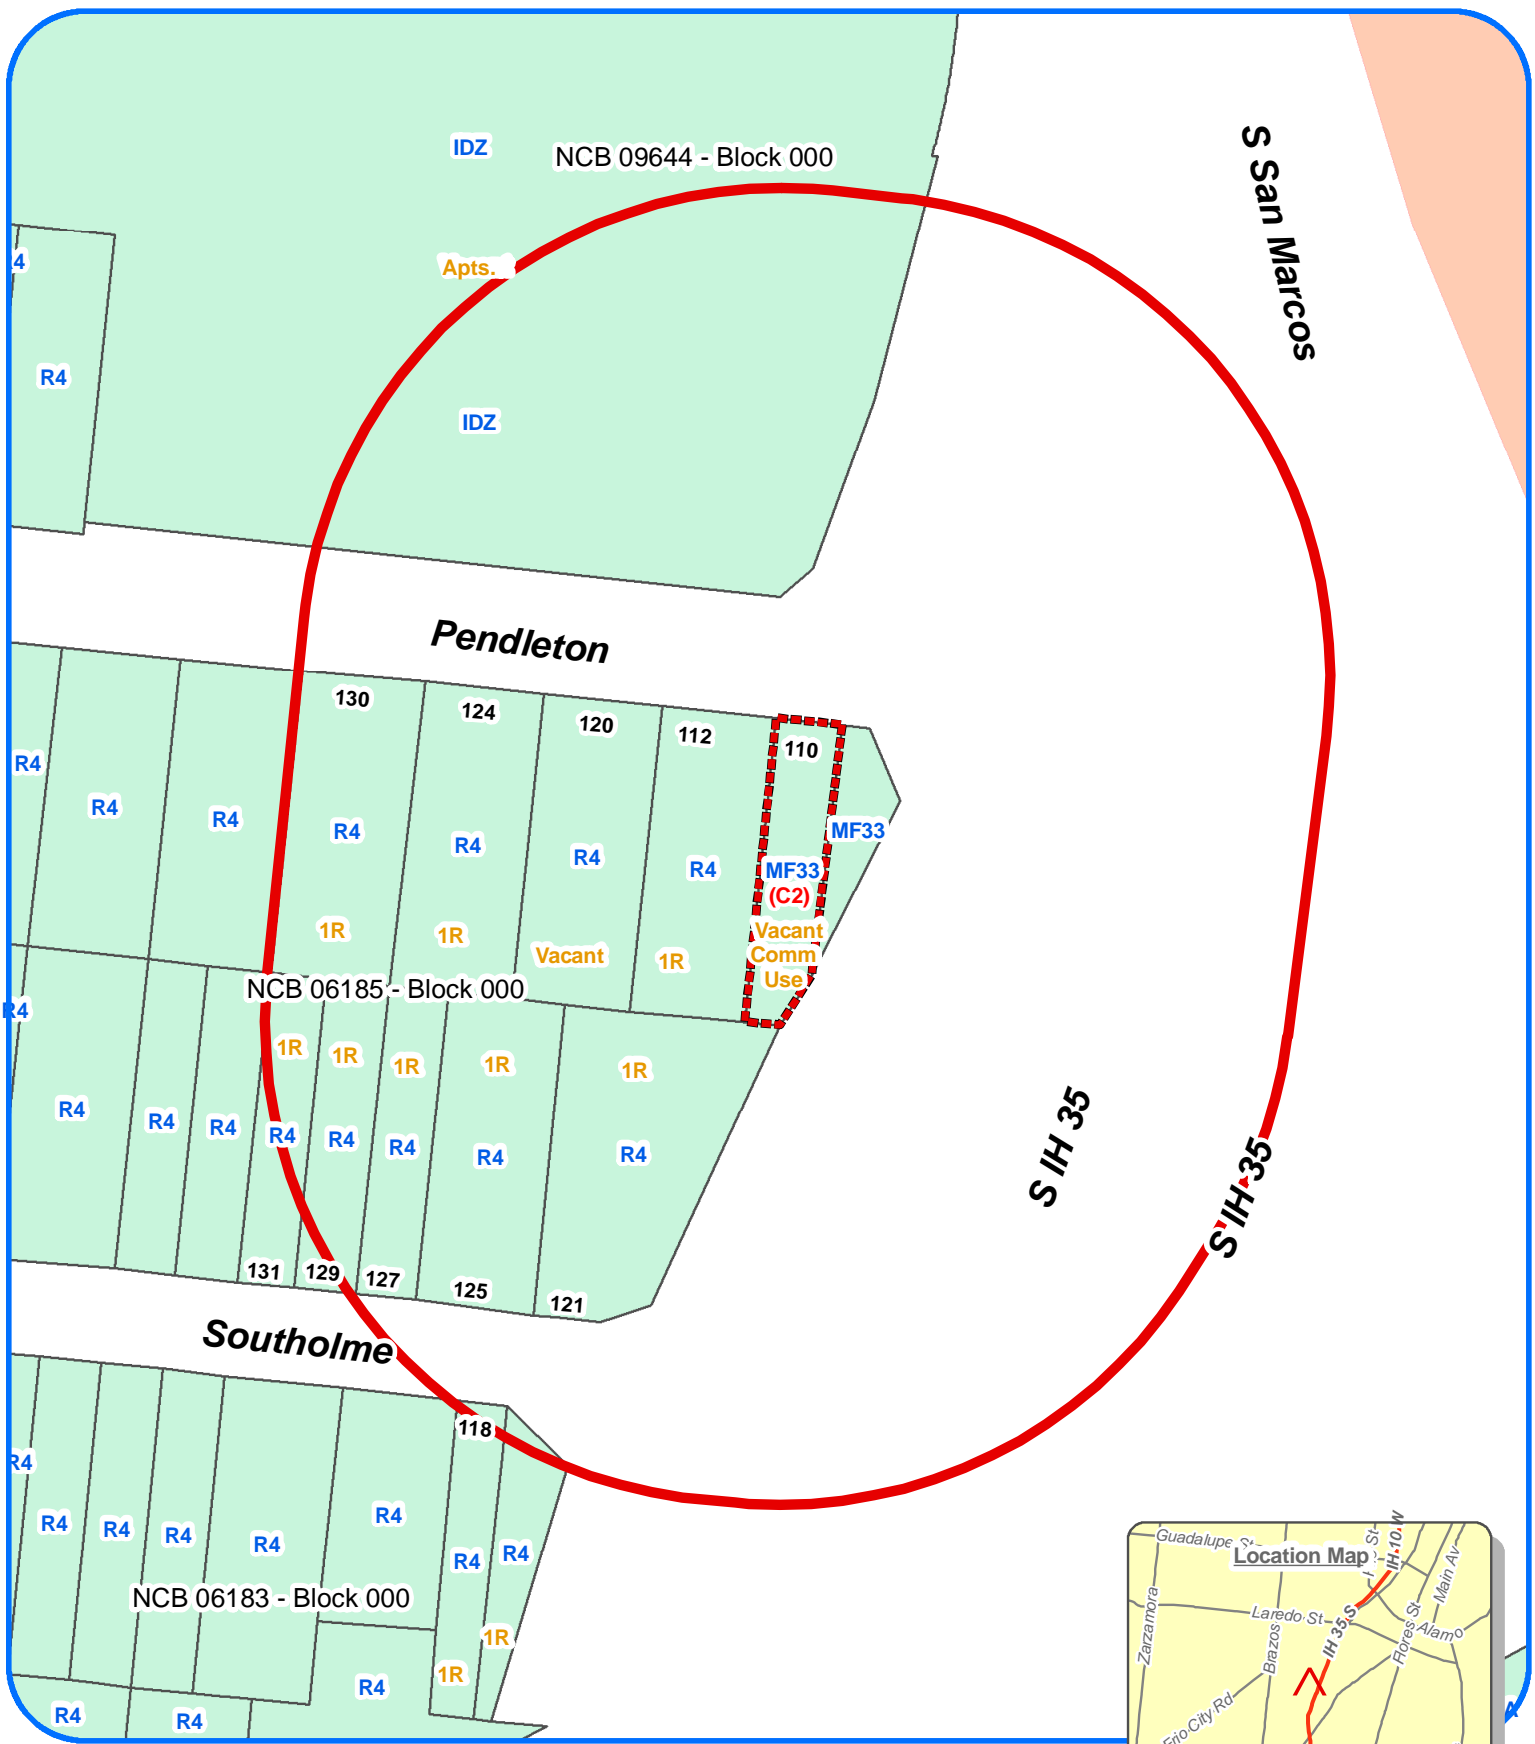 IDZ
NCB 09644 - Block 000
S San Marcos
Apts.
R4
IDZ
Pendleton
130
124
120
112
110
R4
R4
R4
R4
R4
R4
R4
MF33
MF33
(C2)
1R
1R
Vacant
1R
Vacant
Comm
Use
NCB 06185 - Block 000
R4
1R
1R
1R
1R
1R
R4
R4
R4
R4
R4
R4
R4
R4
S IH 35
S IH 35
131
129
127
125
121
Southolme
118
R4
R4
R4
R4
R4
R4
R4
R4
NCB 06183 - Block 000
1R
1R
R4
R4
R4
Location Map
Guadalupe St
St
IH 10 W
Main Av
Zarzamora
Laredo St
Brazos
IH 35 S
Flores St
Alamo
Frio City Rd